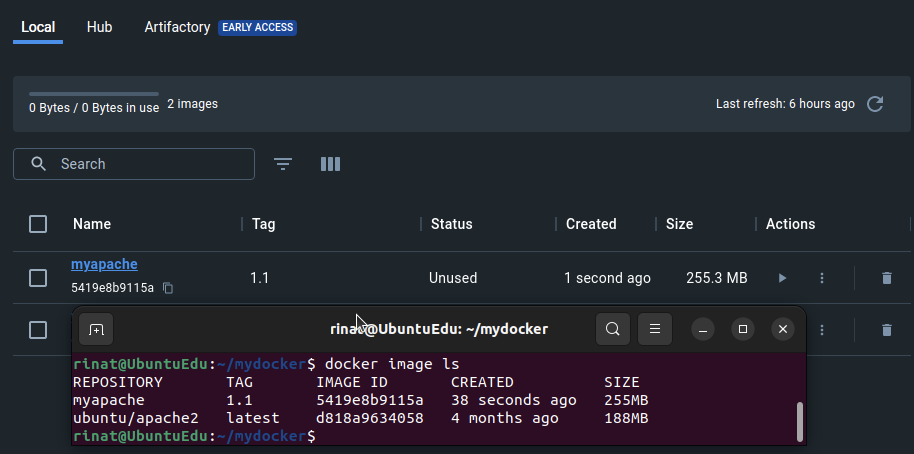 Local Hub Artifactory EARLY ACCESS
0 Bytes / 0 Bytes in use 2 images Last refresh: 6 hours ago
Search
Name Tag Status Created Size Actions
myapache
5419e8b9115a 1.1 Unused 1 second ago 255.3 MB
rinat@UbuntuEdu: ~/mydocker
rinat@UbuntuEdu:~/mydocker$ docker image ls
REPOSITORY TAG IMAGE ID CREATED SIZE
myapache 1.1 5419e8b9115a 38 seconds ago 255MB
ubuntu/apache2 latest d818a9634058 4 months ago 188MB
rinat@UbuntuEdu:~/mydocker$